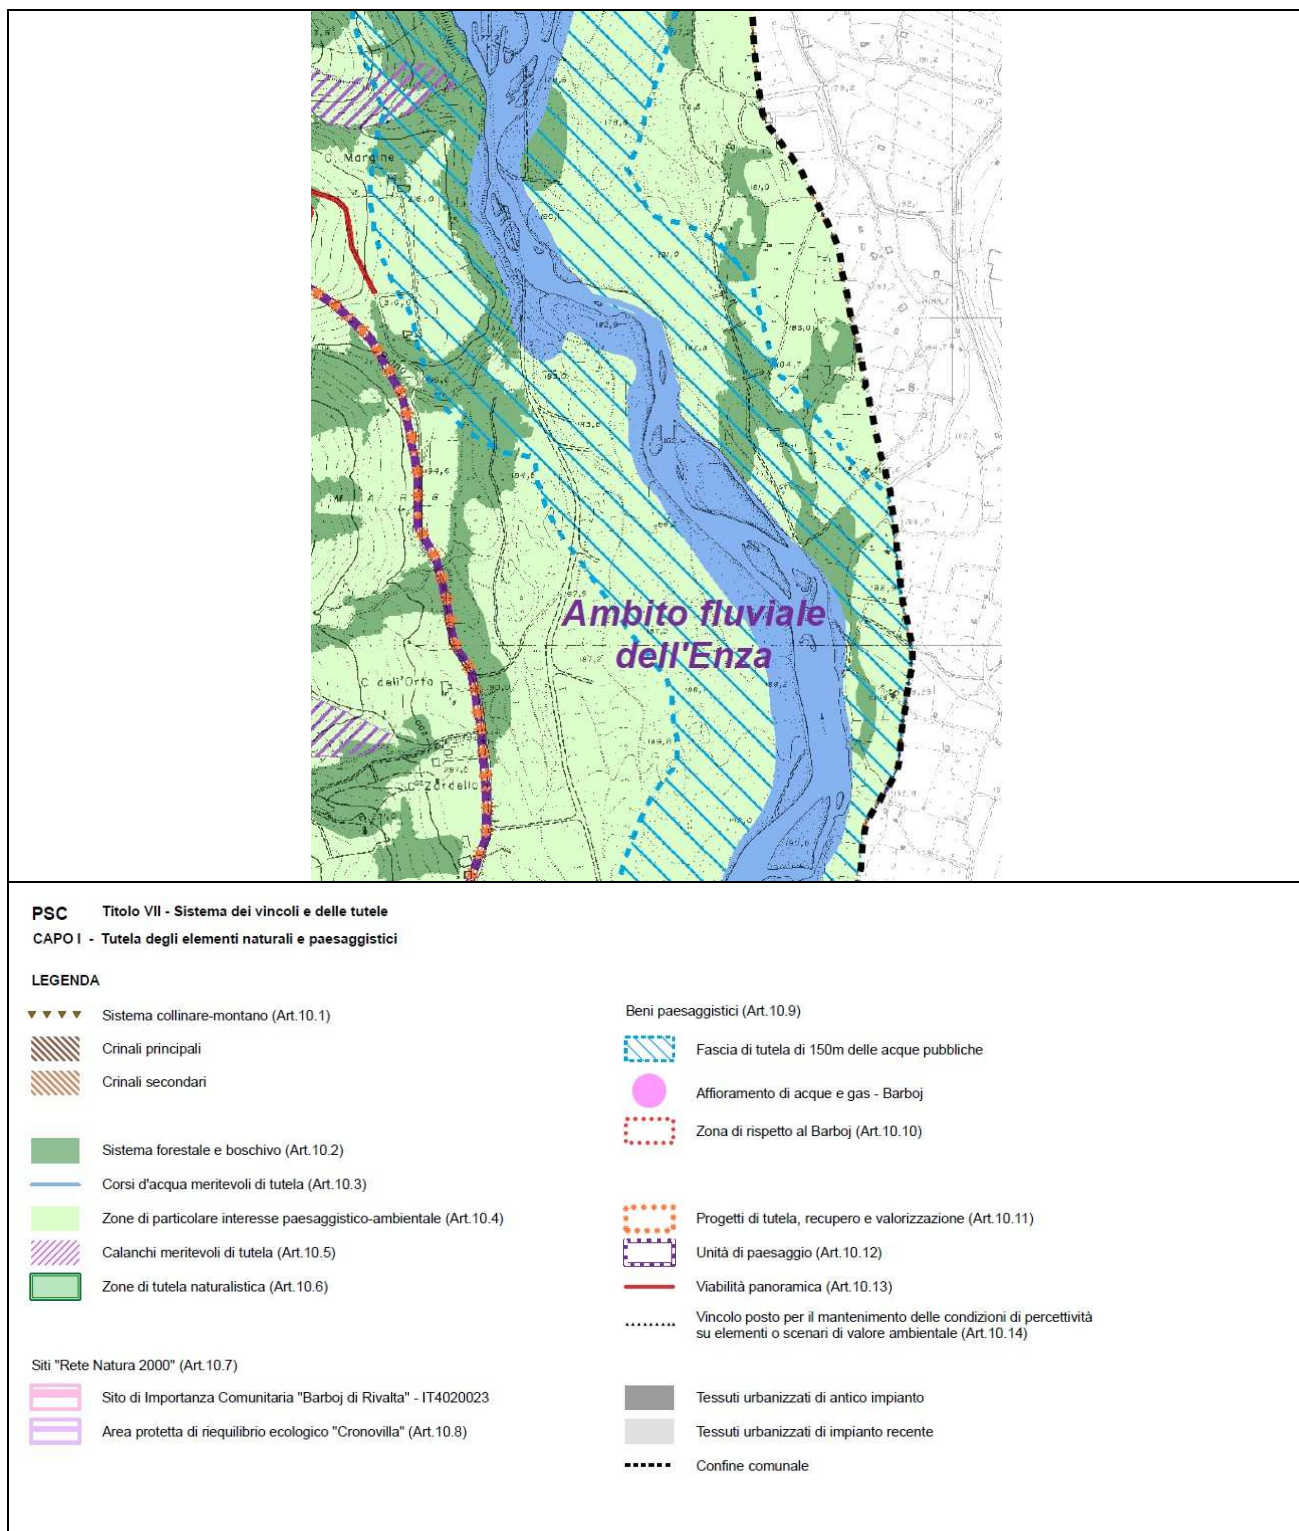 C. Margine
Ambito fluviale
dell'Enza
C. dell'Orto
C. Zordello
PSC Titolo VII - Sistema dei vincoli e delle tutele
CAPO I - Tutela degli elementi naturali e paesaggistici
LEGENDA
Sistema collinare-montano (Art.10.1)
Crinali principali
Crinali secondari
Sistema forestale e boschivo (Art.10.2)
Corsi d'acqua meritevoli di tutela (Art.10.3)
Zone di particolare interesse paesaggistico-ambientale (Art.10.4)
Calanchi meritevoli di tutela (Art.10.5)
Zone di tutela naturalistica (Art.10.6)
Siti "Rete Natura 2000" (Art.10.7)
Sito di Importanza Comunitaria "Barboj di Rivalta" - IT4020023
Area protetta di riequilibrio ecologico "Cronovilla" (Art.10.8)
Beni paesaggistici (Art.10.9)
Fascia di tutela di 150m delle acque pubbliche
Affioramento di acque e gas - Barboj
Zona di rispetto al Barboj (Art.10.10)
Progetti di tutela, recupero e valorizzazione (Art.10.11)
Unità di paesaggio (Art.10.12)
Viabilità panoramica (Art.10.13)
Vincolo posto per il mantenimento delle condizioni di percettività
su elementi o scenari di valore ambientale (Art.10.14)
Tessuti urbanizzati di antico impianto
Tessuti urbanizzati di impianto recente
Confine comunale